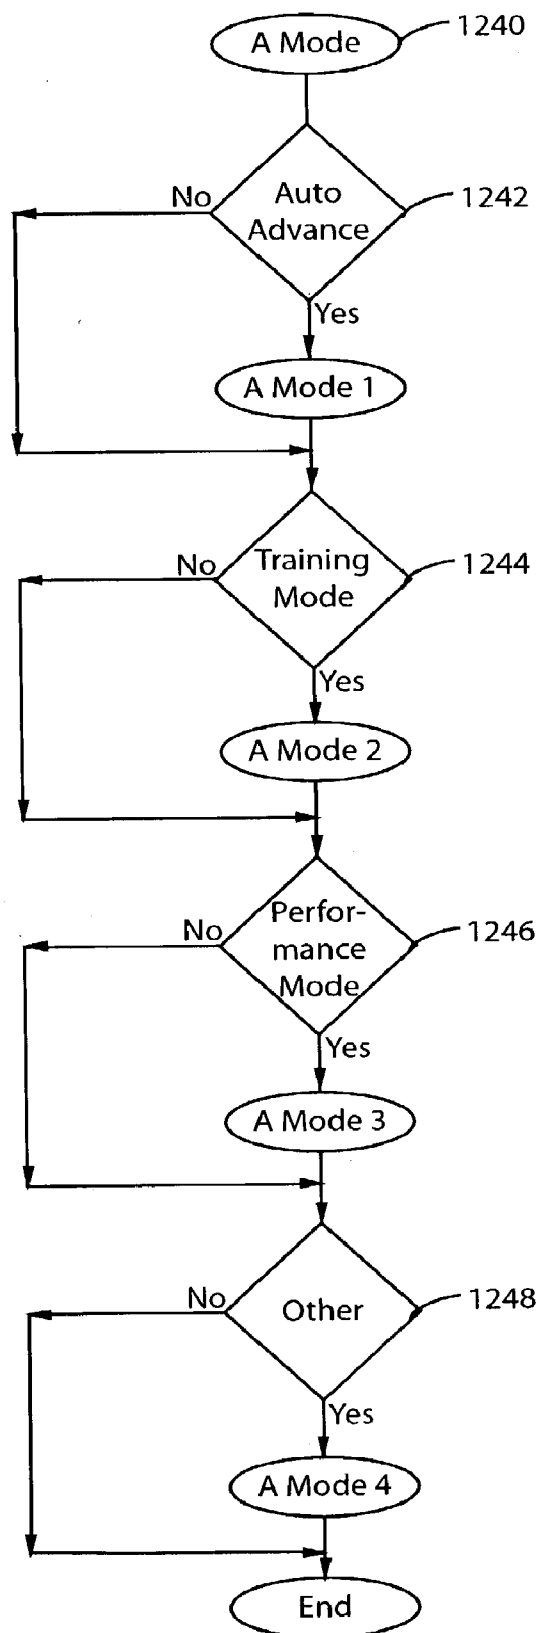 A Mode
1240
Auto
Advance
1242
No
Yes
A Mode 1
Training
Mode
1244
No
Yes
A Mode 2
Perfor-
mance
Mode
1246
No
Yes
A Mode 3
Other
1248
No
Yes
A Mode 4
End